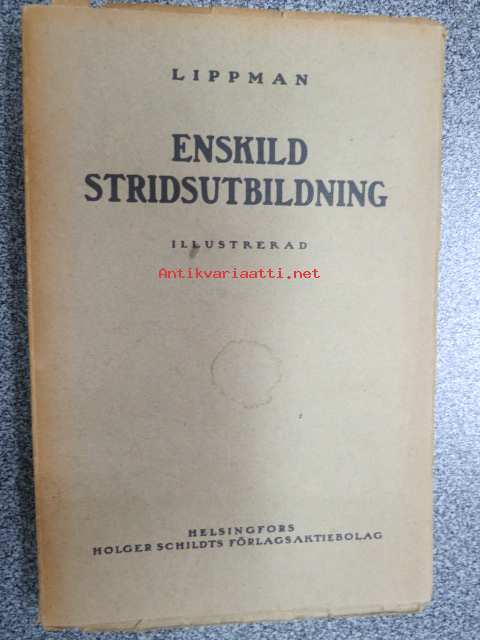 LIPPMAN
ENSKILD
STRIDSUTBILDNING
ILLUSTRERAD
Antikvariaatti.net
HELSINGFORS
HOLGER SCHILDTS FÖRLAGSAKTIEBOLAG